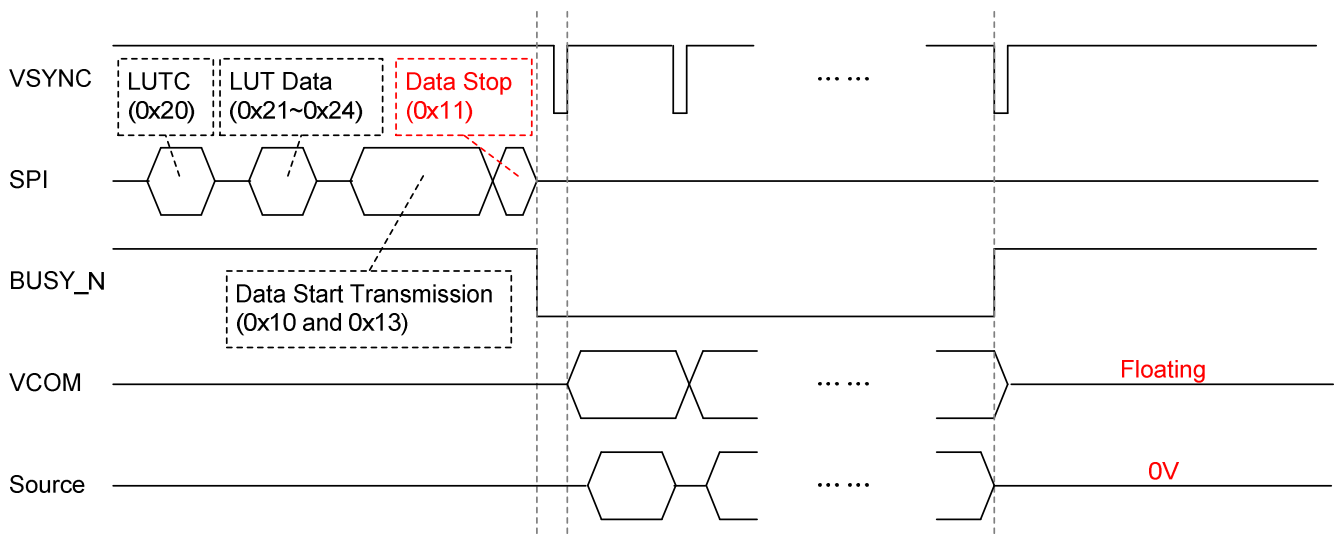 VSYNC
LUTC
(0x20)
LUT Data
(0x21~0x24)
Data Stop
(0x11)
... ...
SPI
BUSY_N
Data Start Transmission
(0x10 and 0x13)
VCOM
... ...
Floating
Source
... ...
0V